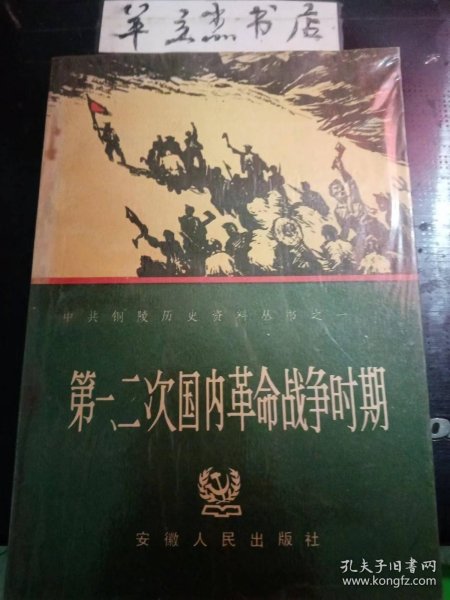 羊立杰书店
中共铜陵历史资料丛书之一
第一、二次国内革命战争时期
安徽人民出版社
孔夫子旧书网
www.kongfz.com